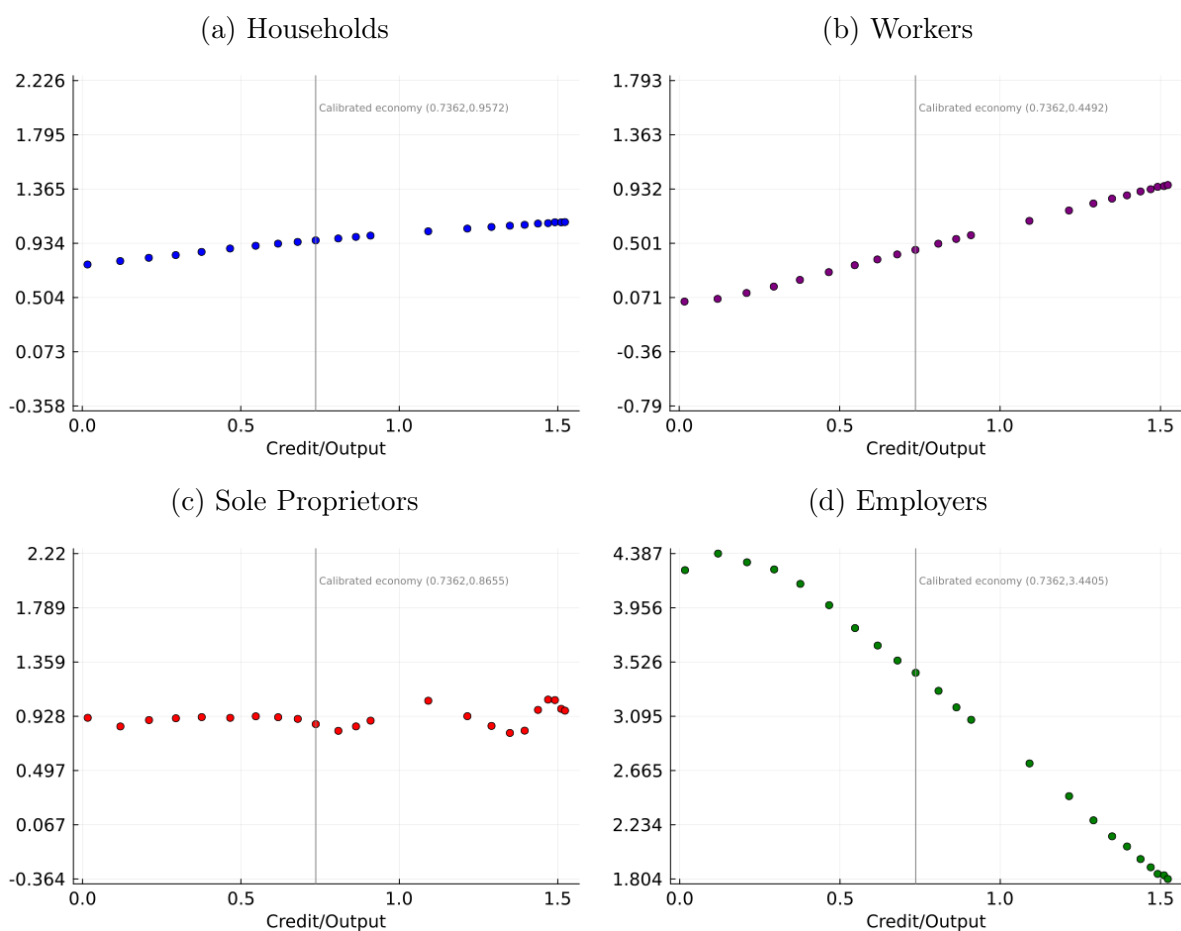 (a) Households
2.226
1.795
1.365
0.934
0.504
0.073
-0.358
Calibrated economy (0.7362,0.9572)
0.0 0.5 1.0 1.5
Credit/Output
(b) Workers
1.793
1.363
0.932
0.501
0.071
-0.36
-0.79
Calibrated economy (0.7362,0.4492)
0.0 0.5 1.0 1.5
Credit/Output
(c) Sole Proprietors
2.22
1.789
1.359
0.928
0.497
0.067
-0.364
Calibrated economy (0.7362,0.8655)
0.0 0.5 1.0 1.5
Credit/Output
(d) Employers
4.387
3.956
3.526
3.095
2.665
2.234
1.804
Calibrated economy (0.7362,3.4405)
0.0 0.5 1.0 1.5
Credit/Output